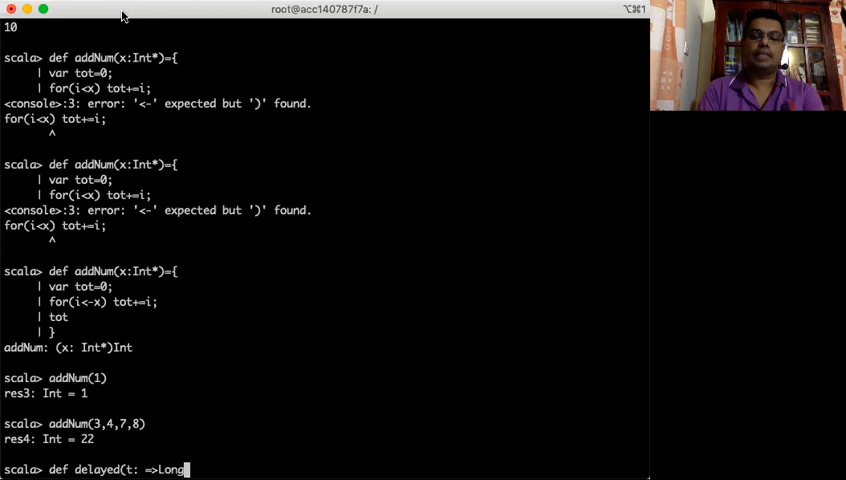 root@acc140787f7a: /
⌥⌘1
10
scala> def addNum(x:Int*)={
| var tot=0;
| for(i<x) tot+=i;
<console>:3: error: '<-' expected but ')' found.
for(i<x) tot+=i;
^
scala> def addNum(x:Int*)={
| var tot=0;
| for(i<x) tot+=i;
<console>:3: error: '<-' expected but ')' found.
for(i<x) tot+=i;
^
scala> def addNum(x:Int*)={
| var tot=0;
| for(i<-x) tot+=i;
| tot
| }
addNum: (x: Int*)Int
scala> addNum(1)
res3: Int = 1
scala> addNum(3,4,7,8)
res4: Int = 22
scala> def delayed(t: =>Long